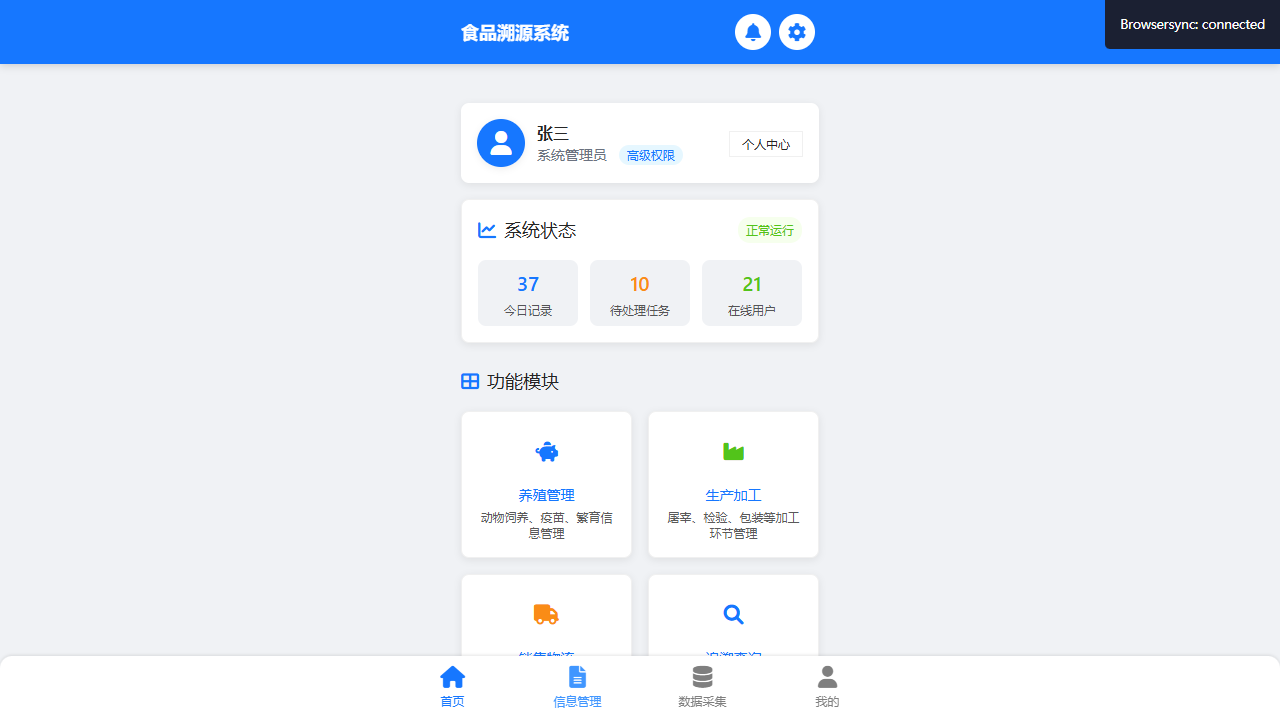 食品溯源系统
Browsersync: connected
张三
系统管理员 高级权限
个人中心
系统状态
正常运行
37
今日记录
10
待处理任务
21
在线用户
功能模块
养殖管理
动物饲养、疫苗、繁育信
息管理
生产加工
屠宰、检验、包装等加工
环节管理
首页
信息管理
数据采集
我的